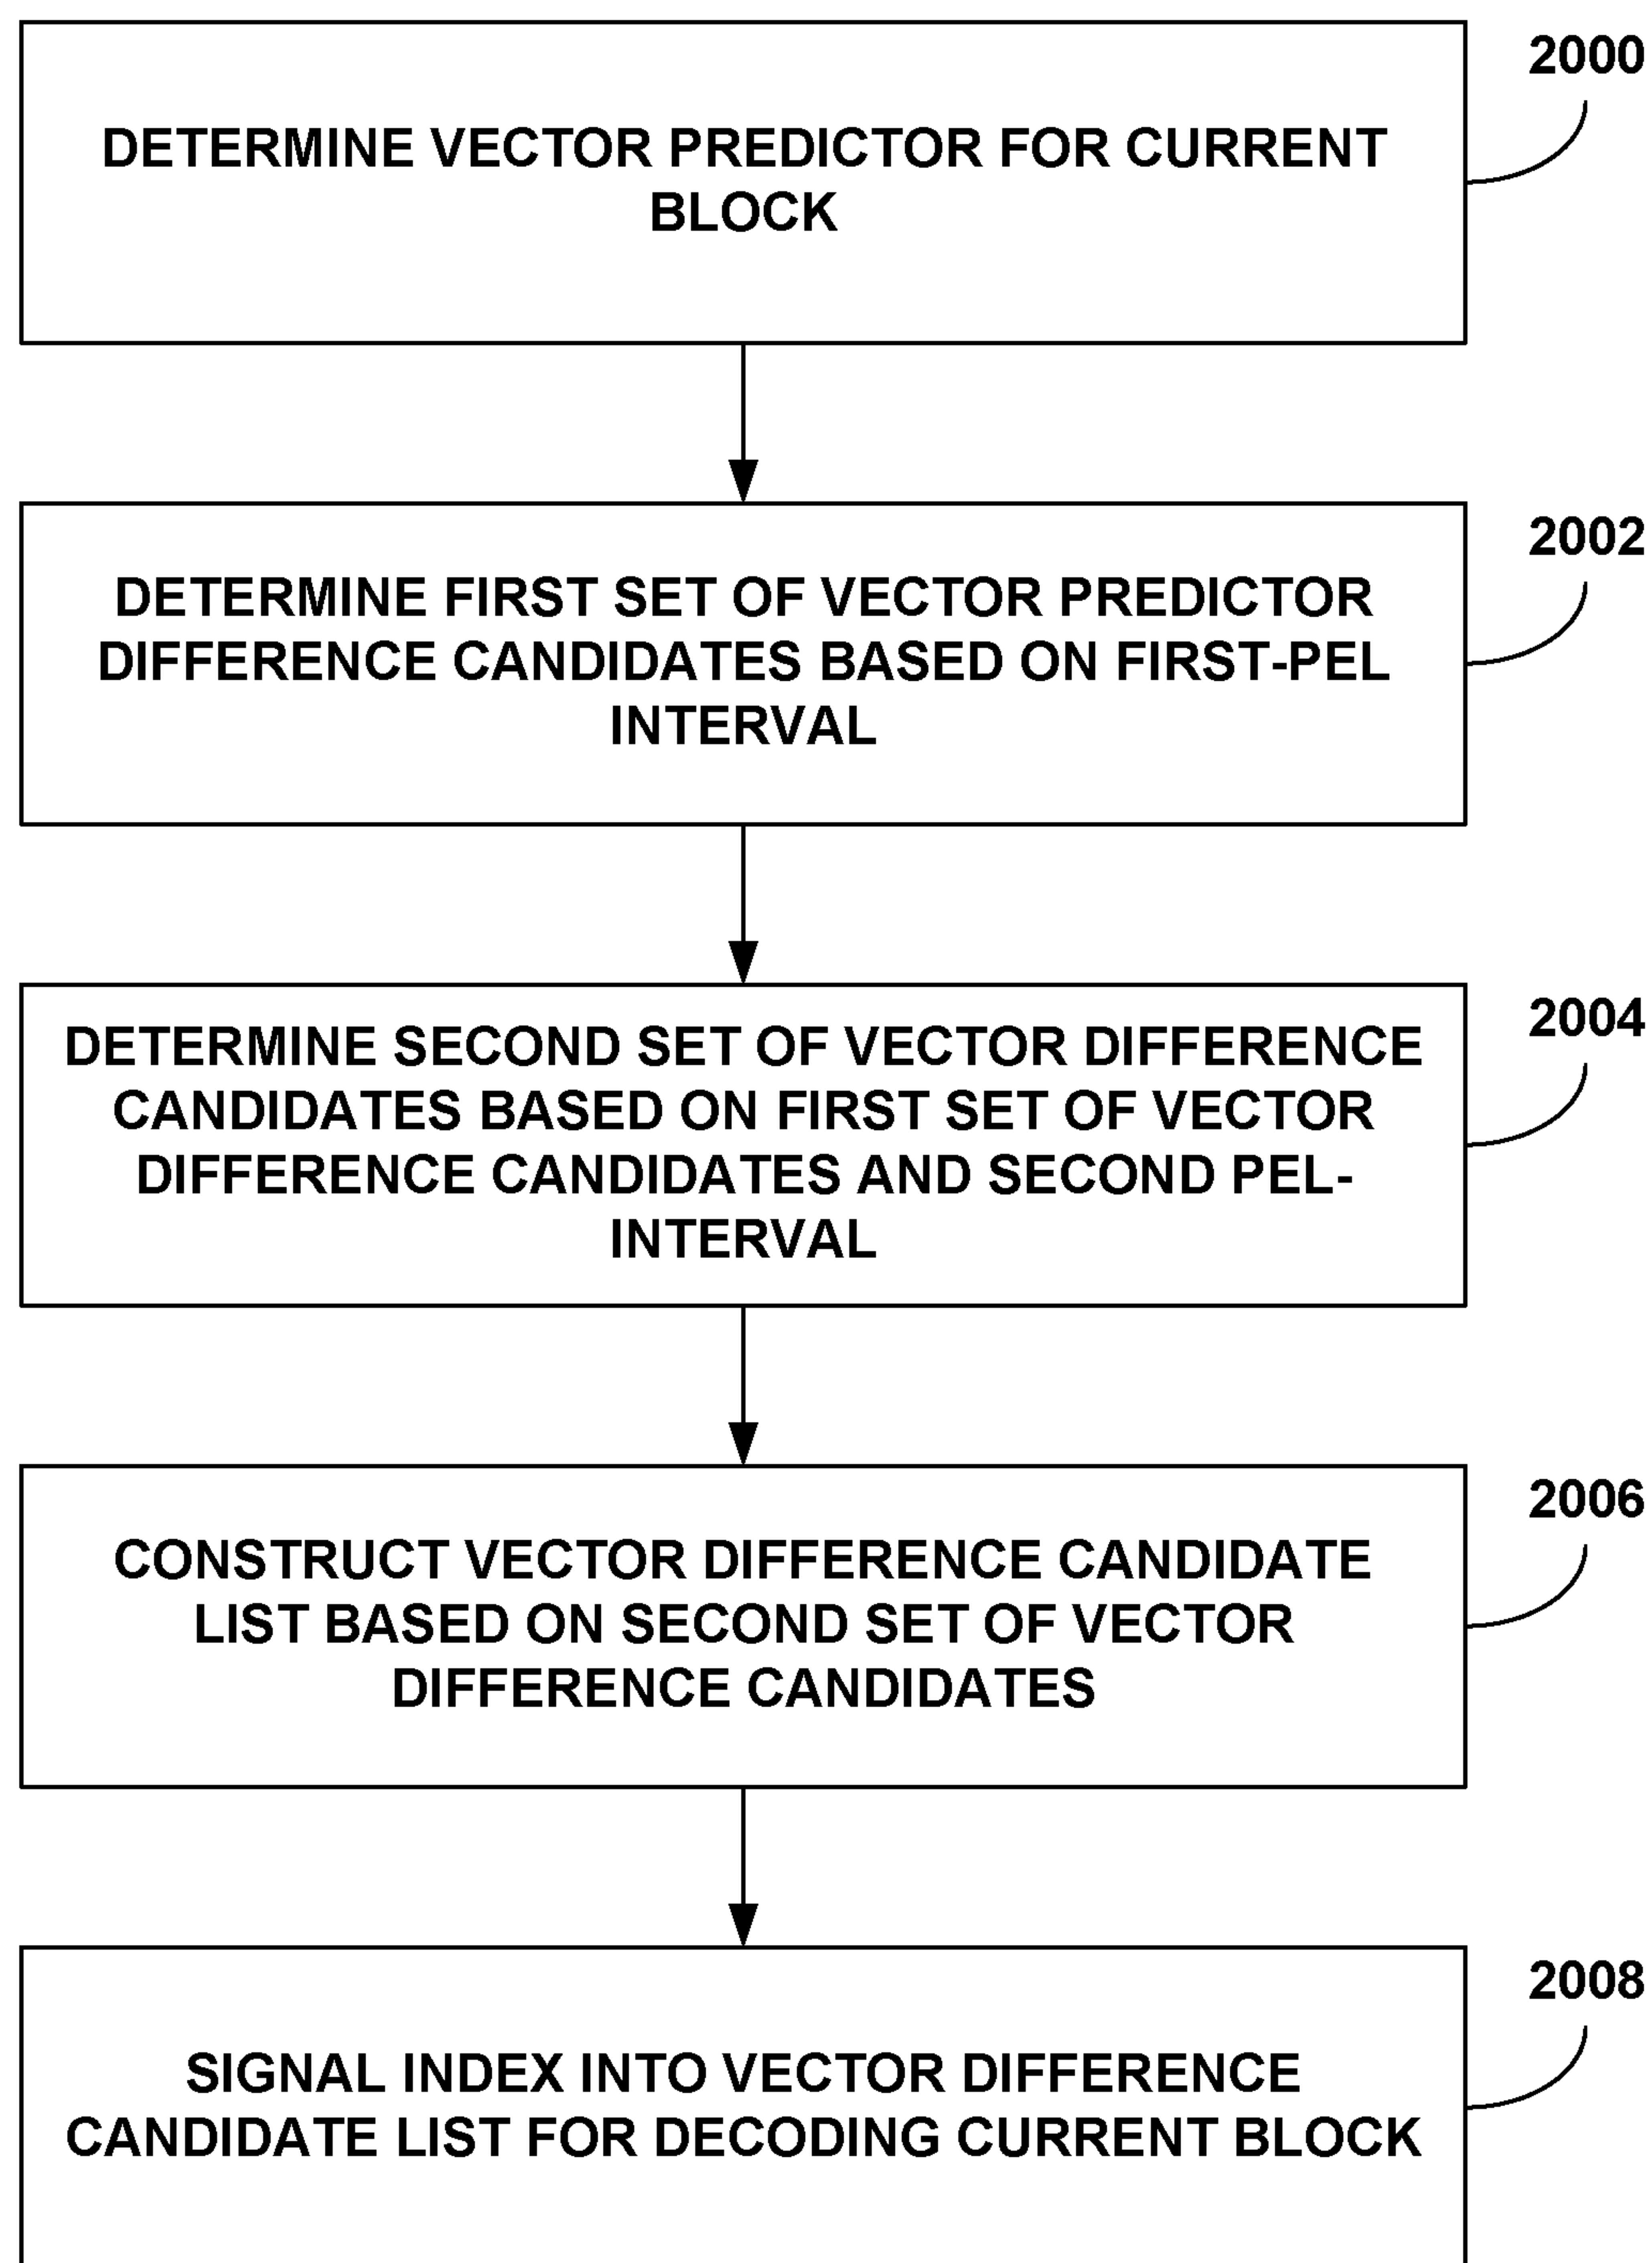 2000
DETERMINE VECTOR PREDICTOR FOR CURRENT
BLOCK
2002
DETERMINE FIRST SET OF VECTOR PREDICTOR
DIFFERENCE CANDIDATES BASED ON FIRST-PEL
INTERVAL
2004
DETERMINE SECOND SET OF VECTOR DIFFERENCE
CANDIDATES BASED ON FIRST SET OF VECTOR
DIFFERENCE CANDIDATES AND SECOND PEL-
INTERVAL
2006
CONSTRUCT VECTOR DIFFERENCE CANDIDATE
LIST BASED ON SECOND SET OF VECTOR
DIFFERENCE CANDIDATES
2008
SIGNAL INDEX INTO VECTOR DIFFERENCE
CANDIDATE LIST FOR DECODING CURRENT BLOCK